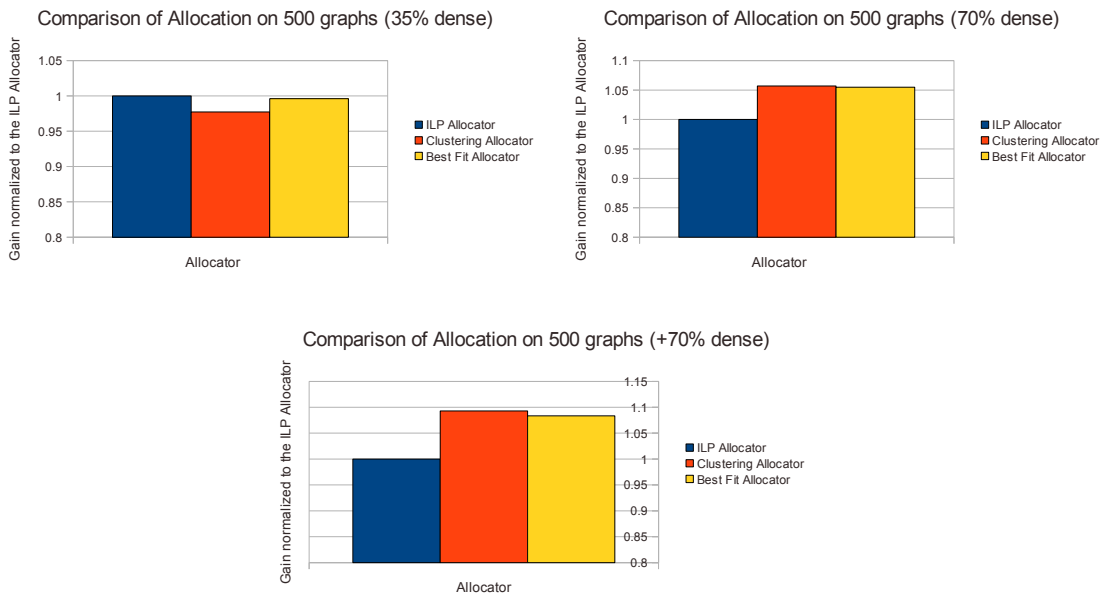 Comparison of Allocation on 500 graphs (35% dense)
Gain normalized to the ILP Allocator
1.05
1
0.95
0.9
0.85
0.8
Allocator
ILP Allocator
Clustering Allocator
Best Fit Allocator
Comparison of Allocation on 500 graphs (70% dense)
Gain normalized to the ILP Allocator
1.1
1.05
1
0.95
0.9
0.85
0.8
Allocator
ILP Allocator
Clustering Allocator
Best Fit Allocator
Comparison of Allocation on 500 graphs (+70% dense)
Gain normalized to the ILP Allocator
1.15
1.1
1.05
1
0.95
0.9
0.85
0.8
Allocator
ILP Allocator
Clustering Allocator
Best Fit Allocator